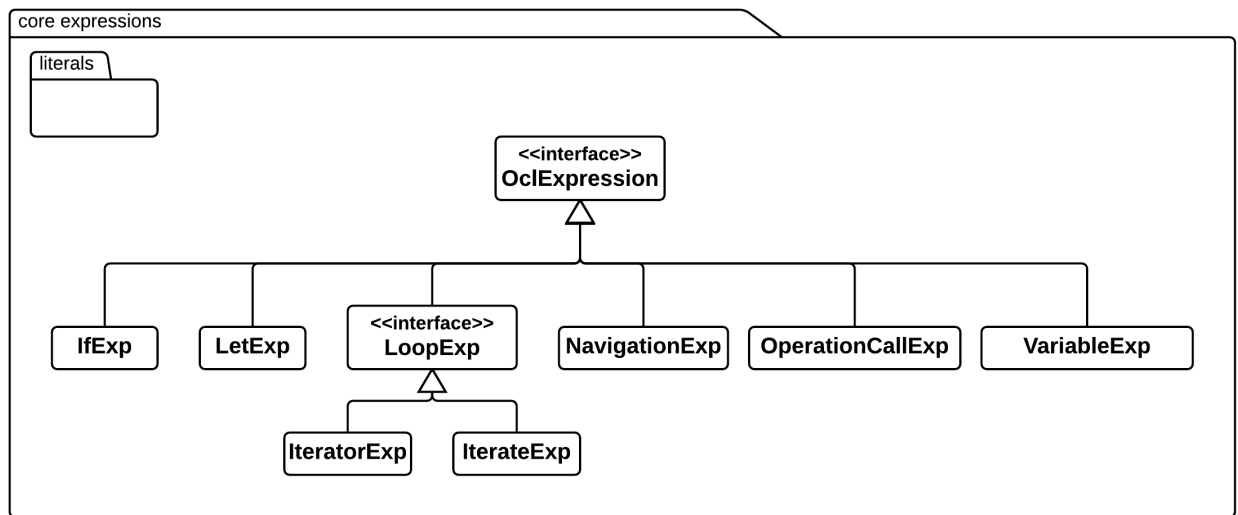 core expressions
literals
<<interface>>
OclExpression
IfExp
LetExp
<<interface>>
LoopExp
NavigationExp
OperationCallExp
VariableExp
IteratorExp
IterateExp